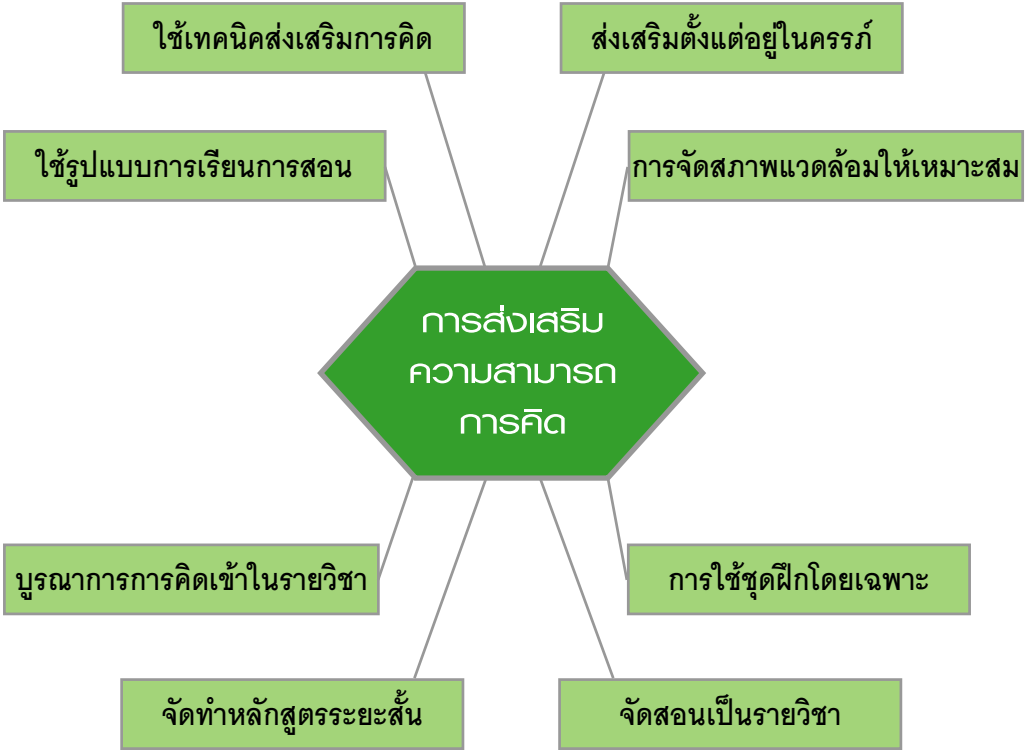 ใช้เทคนิคส่งเสริมการคิด
ส่งเสริมตั้งแต่อยู่ในครรภ์
ใช้รูปแบบการเรียนการสอน
การจัดสภาพแวดล้อมให้เหมาะสม
การส่งเสริม
ความสามารถ
การคิด
บูรณาการการคิดเข้าในรายวิชา
การใช้ชุดฝึกโดยเฉพาะ
จัดทำหลักสูตรระยะสั้น
จัดสอนเป็นรายวิชา